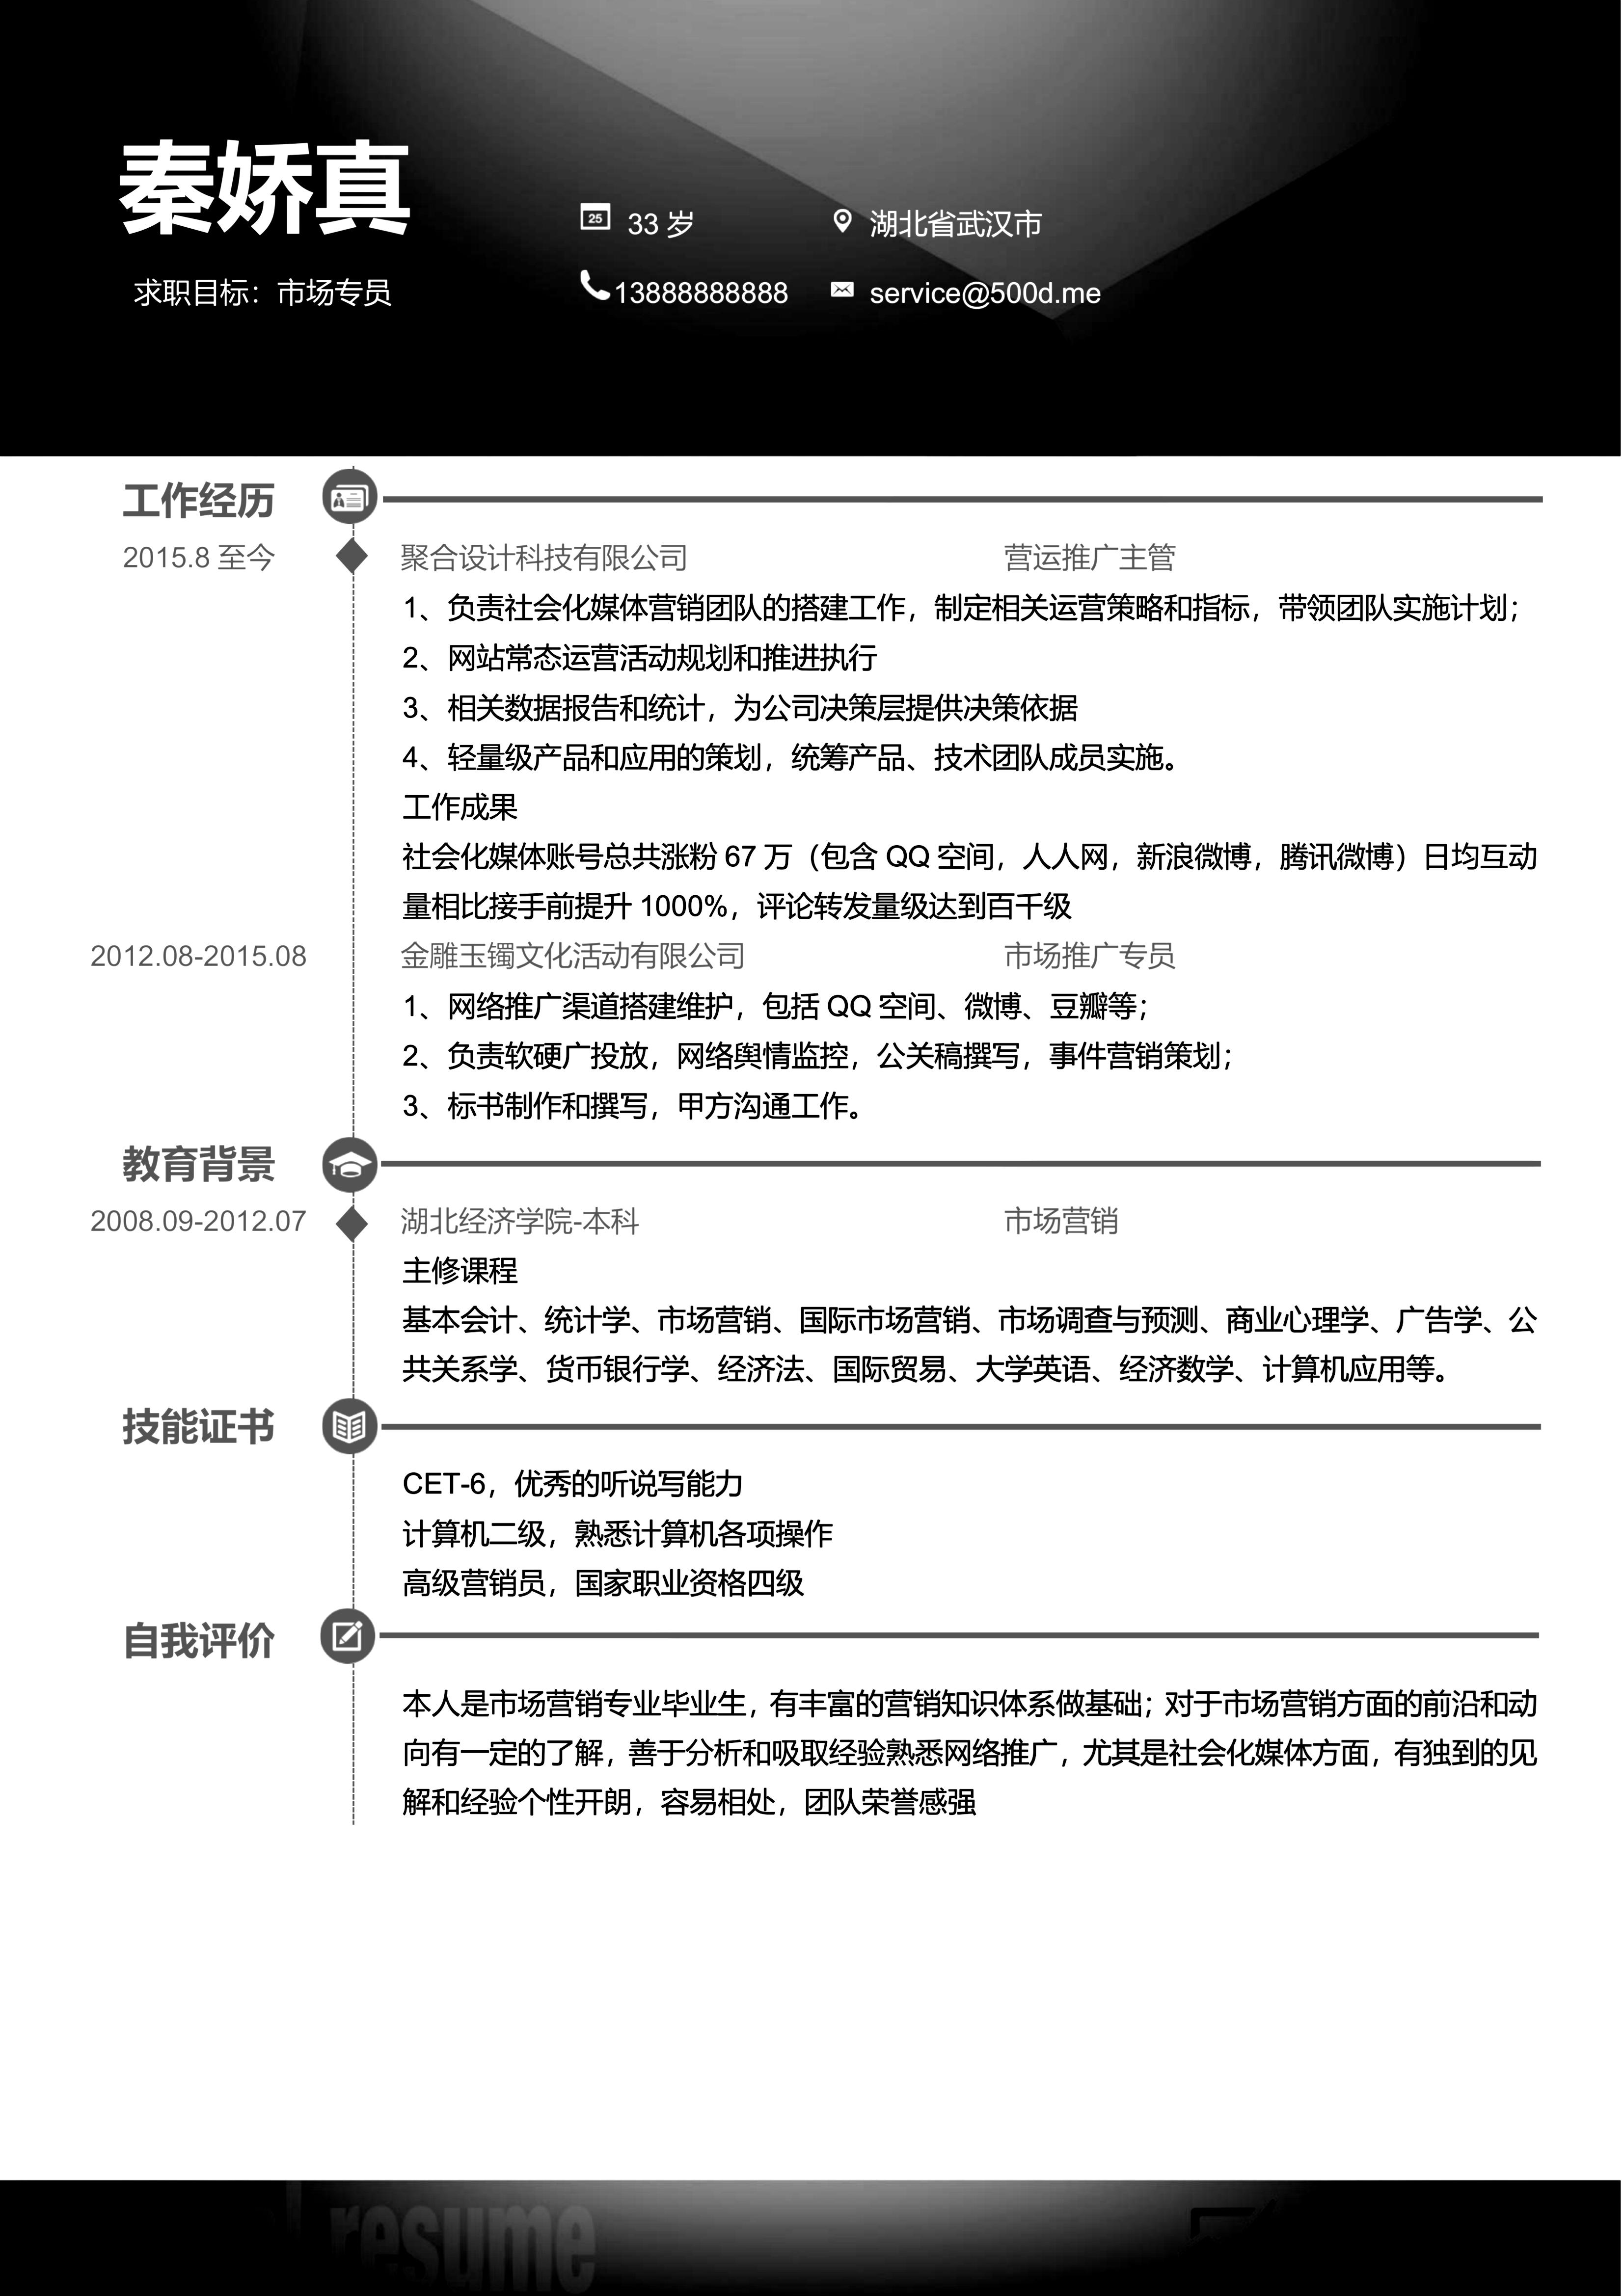 秦娇真
求职目标：市场专员
25
33 岁
湖北省武汉市
13888888888
service@500d.me
工作经历
2015.8 至今 聚合设计科技有限公司 营运推广主管
1、负责社会化媒体营销团队的搭建工作，制定相关运营策略和指标，带领团队实施计划；
2、网站常态运营活动规划和推进执行
3、相关数据报告和统计，为公司决策层提供决策依据
4、轻量级产品和应用的策划，统筹产品、技术团队成员实施。
工作成果
社会化媒体账号总共涨粉 67 万（包含 QQ 空间，人人网，新浪微博，腾讯微博）日均互动
量相比接手前提升 1000%，评论转发量级达到百千级
2012.08-2015.08 金雕玉镯文化活动有限公司 市场推广专员
1、网络推广渠道搭建维护，包括 QQ 空间、微博、豆瓣等；
2、负责软硬广投放，网络舆情监控，公关稿撰写，事件营销策划；
3、标书制作和撰写，甲方沟通工作。
教育背景
2008.09-2012.07 湖北经济学院-本科 市场营销
主修课程
基本会计、统计学、市场营销、国际市场营销、市场调查与预测、商业心理学、广告学、公
共关系学、货币银行学、经济法、国际贸易、大学英语、经济数学、计算机应用等。
技能证书
CET-6，优秀的听说写能力
计算机二级，熟悉计算机各项操作
高级营销员，国家职业资格四级
自我评价
本人是市场营销专业毕业生，有丰富的营销知识体系做基础；对于市场营销方面的前沿和动
向有一定的了解，善于分析和吸取经验熟悉网络推广，尤其是社会化媒体方面，有独到的见
解和经验个性开朗，容易相处，团队荣誉感强
resume